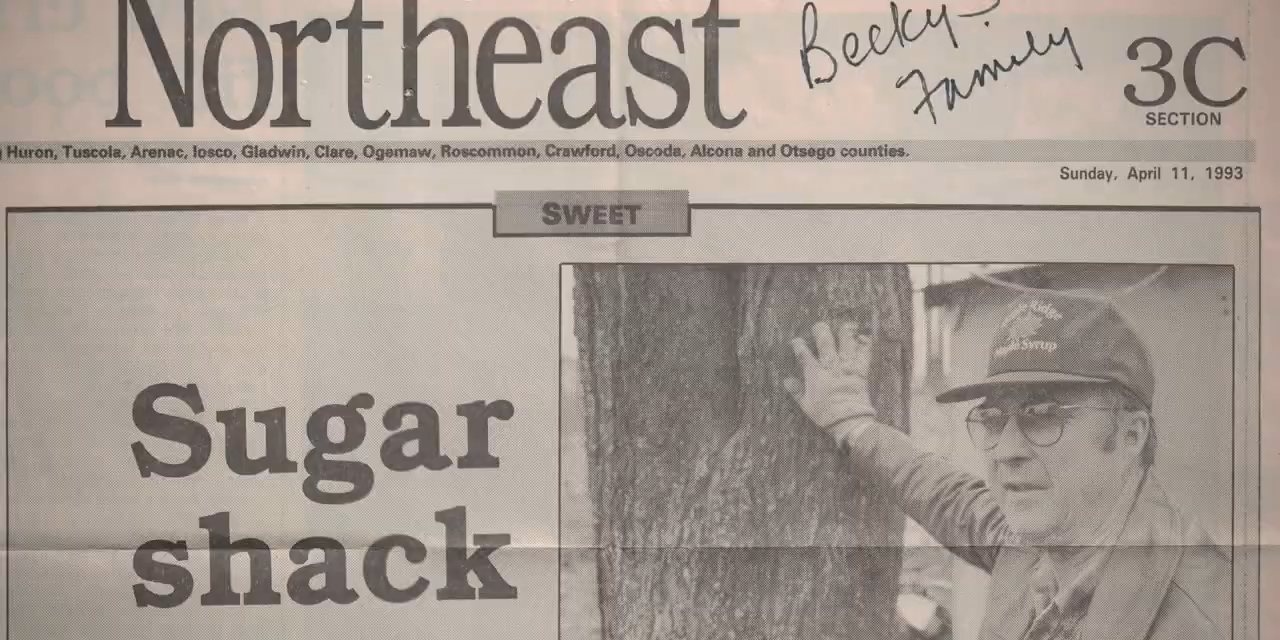 Northeast
Becky-
Family
3C
SECTION
Huron, Tuscola, Arenac, Iosco, Gladwin, Clare, Ogemaw, Roscommon, Crawford, Oscoda, Alcona and Otsego counties.
Sunday, April 11, 1993
SWEET
Sugar
shack
Ridge
Syrup